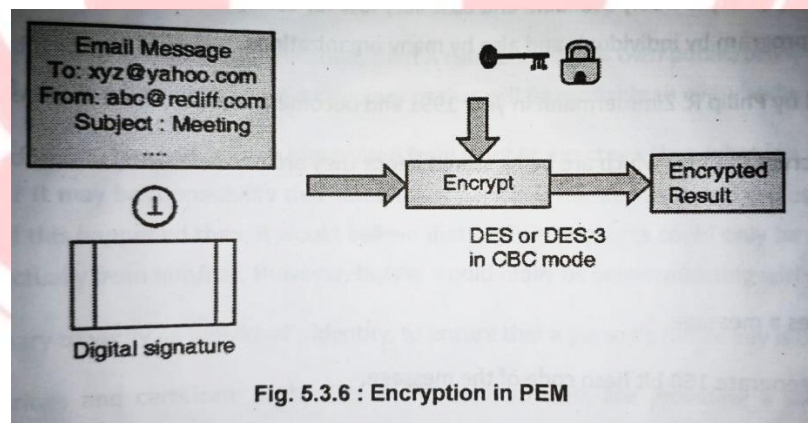 Email Message
To: xyz@yahoo.com
From: abc@rediff.com
Subject : Meeting
....
Digital signature
Encrypt
DES or DES-3
in CBC mode
Encrypted
Result
Fig. 5.3.6 : Encryption in PEM